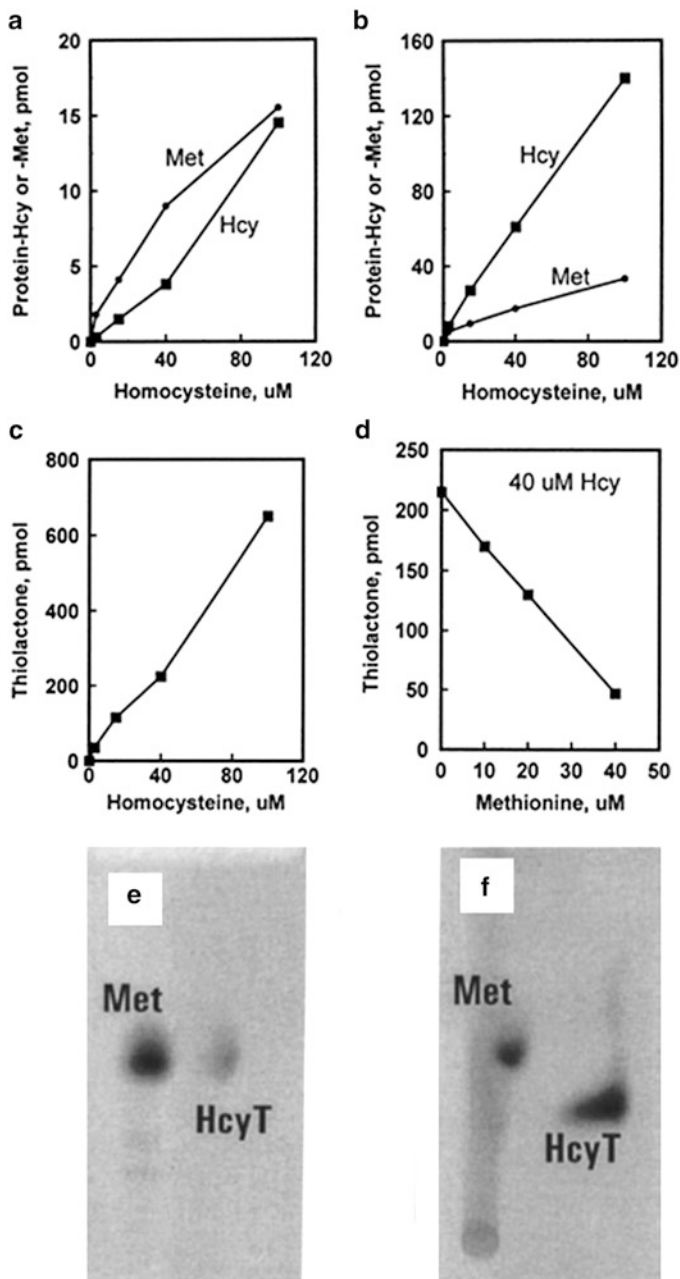 a
20
15
10
5
0
0 40 80 120
Protein-Hcy or -Met, pmol
Homocysteine, uM
Met
Hcy
b
160
120
80
40
0
0 40 80 120
Protein-Hcy or -Met, pmol
Homocysteine, uM
Hcy
Met
c
800
600
400
200
0
0 40 80 120
Thiolactone, pmol
Homocysteine, uM
d
250
200
150
100
50
0
0 10 20 30 40 50
Thiolactone, pmol
Methionine, uM
40 uM Hcy
e
Met
HcyT
f
Met
HcyT